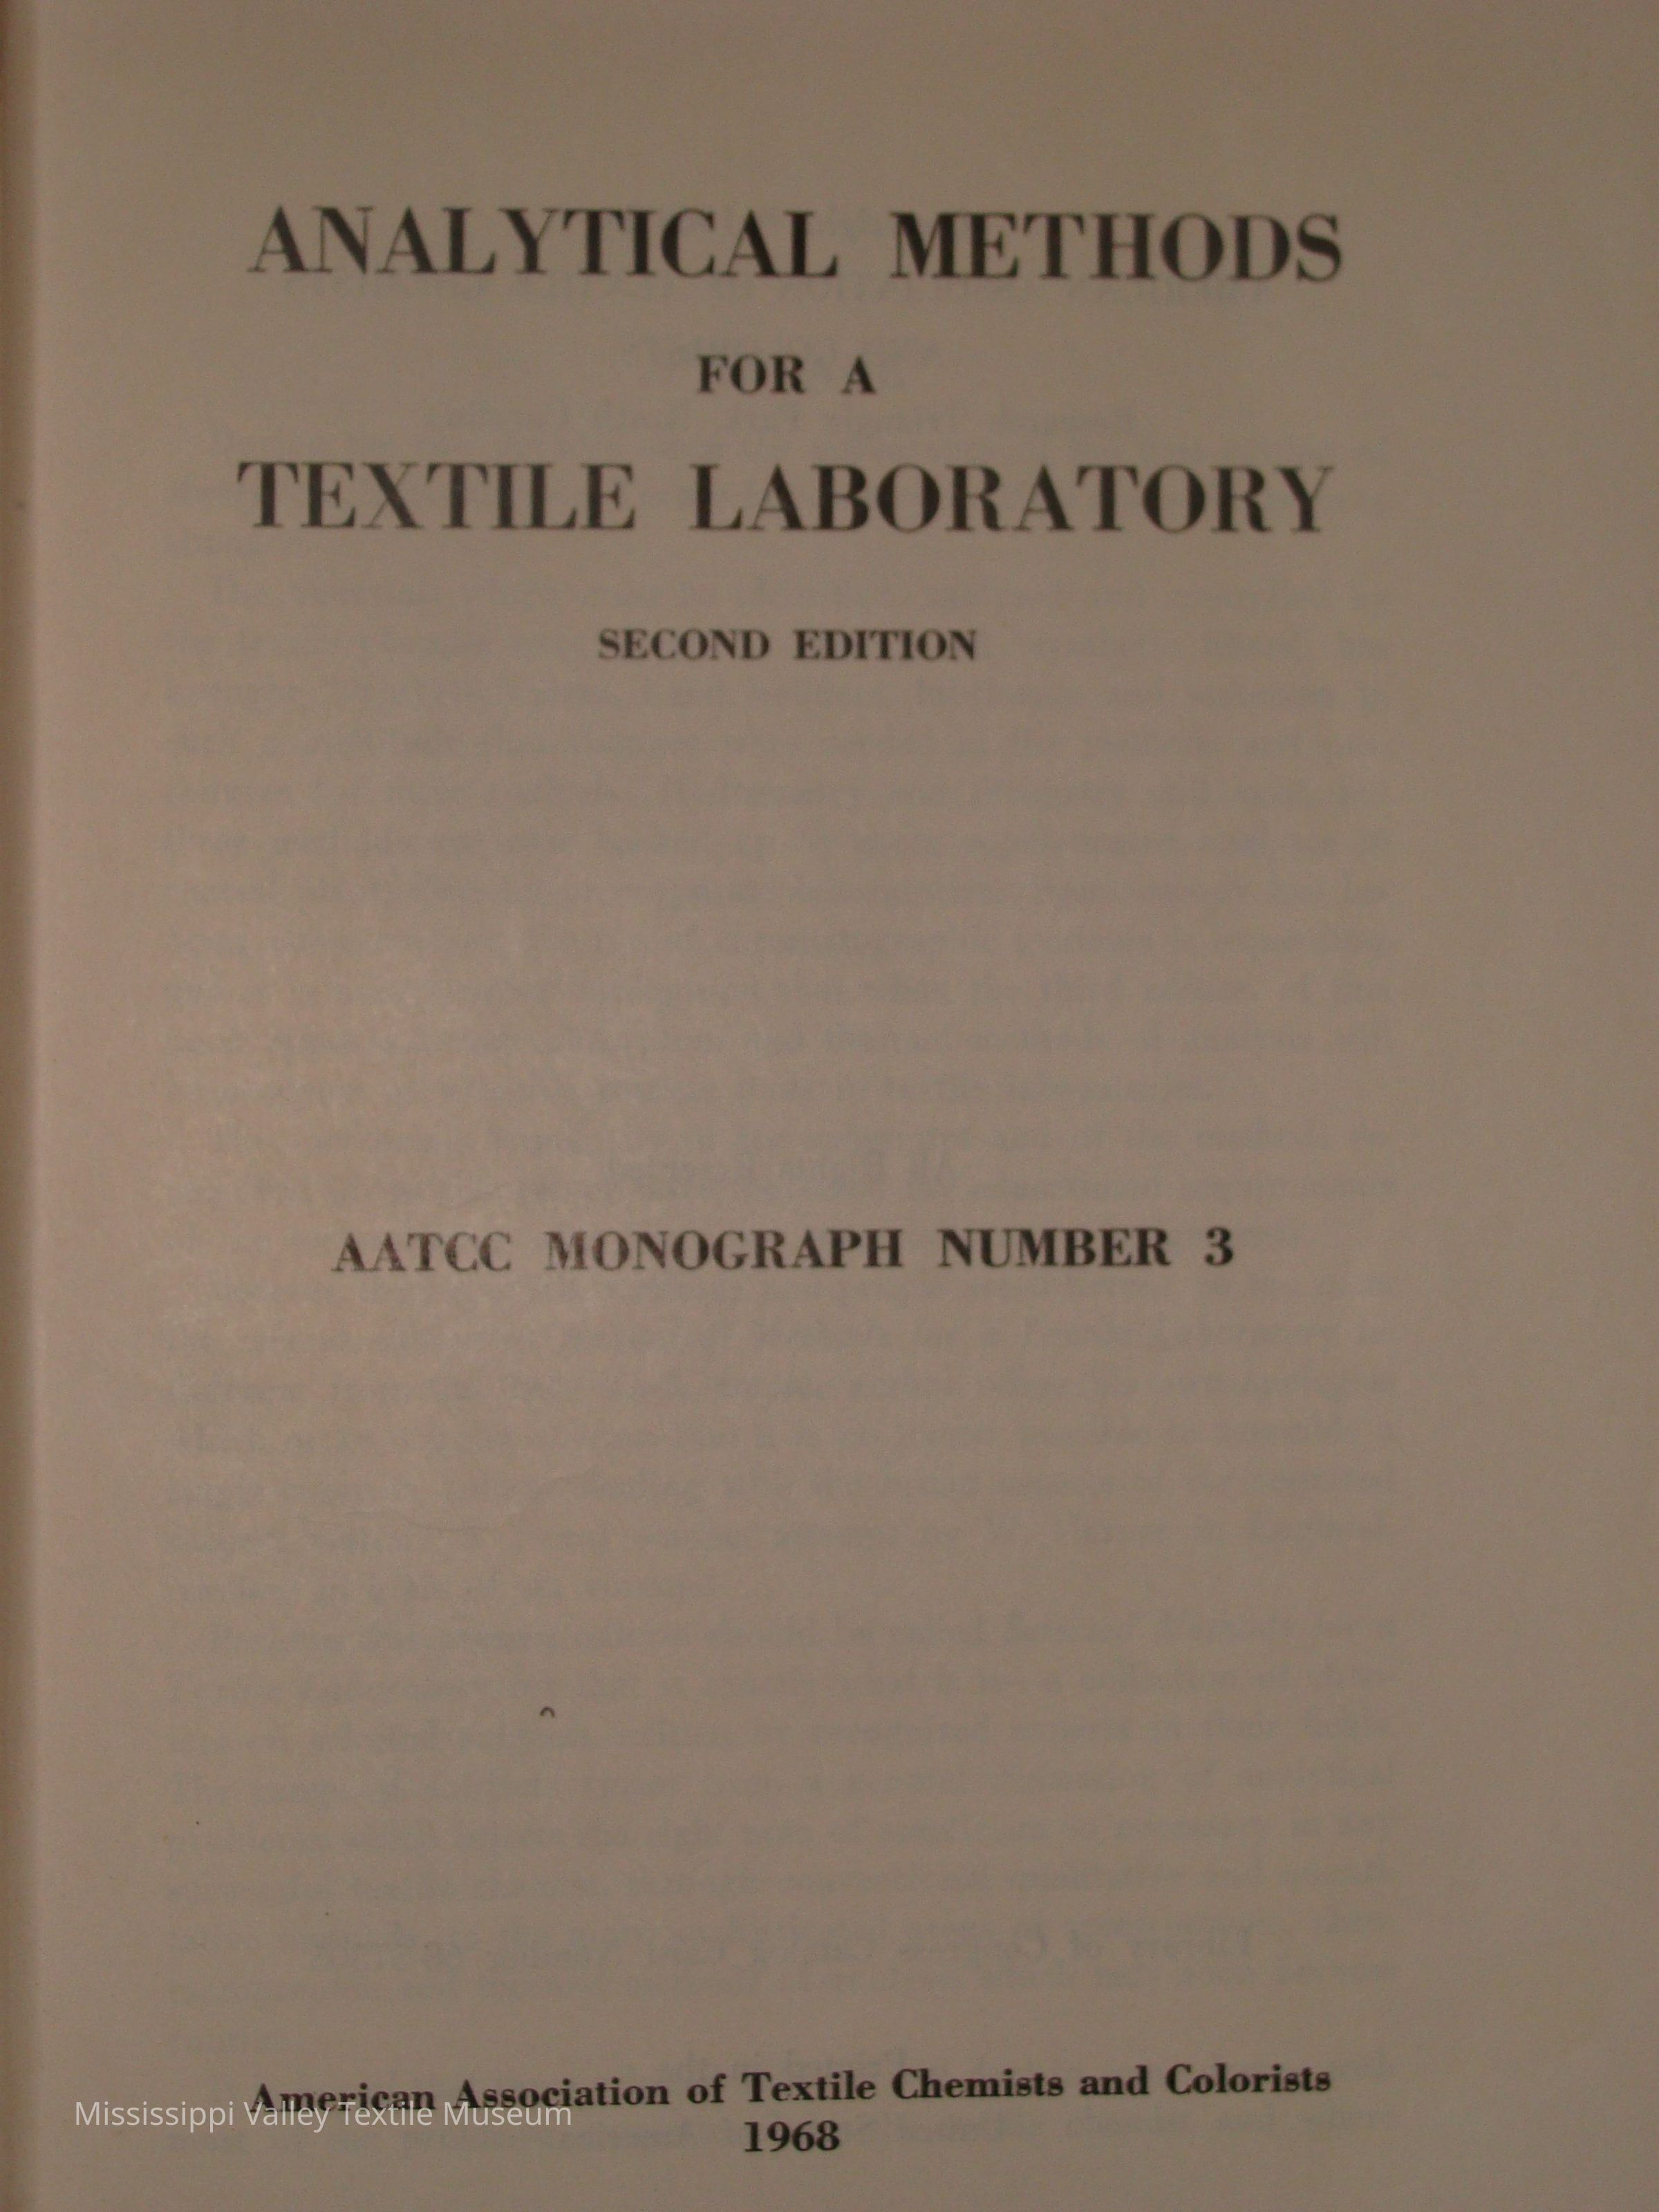 ANALYTICAL METHODS
FOR A
TEXTILE LABORATORY
SECOND EDITION
AATCC MONOGRAPH NUMBER 3
American Association of Textile Chemists and Colorists
Mississippi Valley Textile Museum
1968